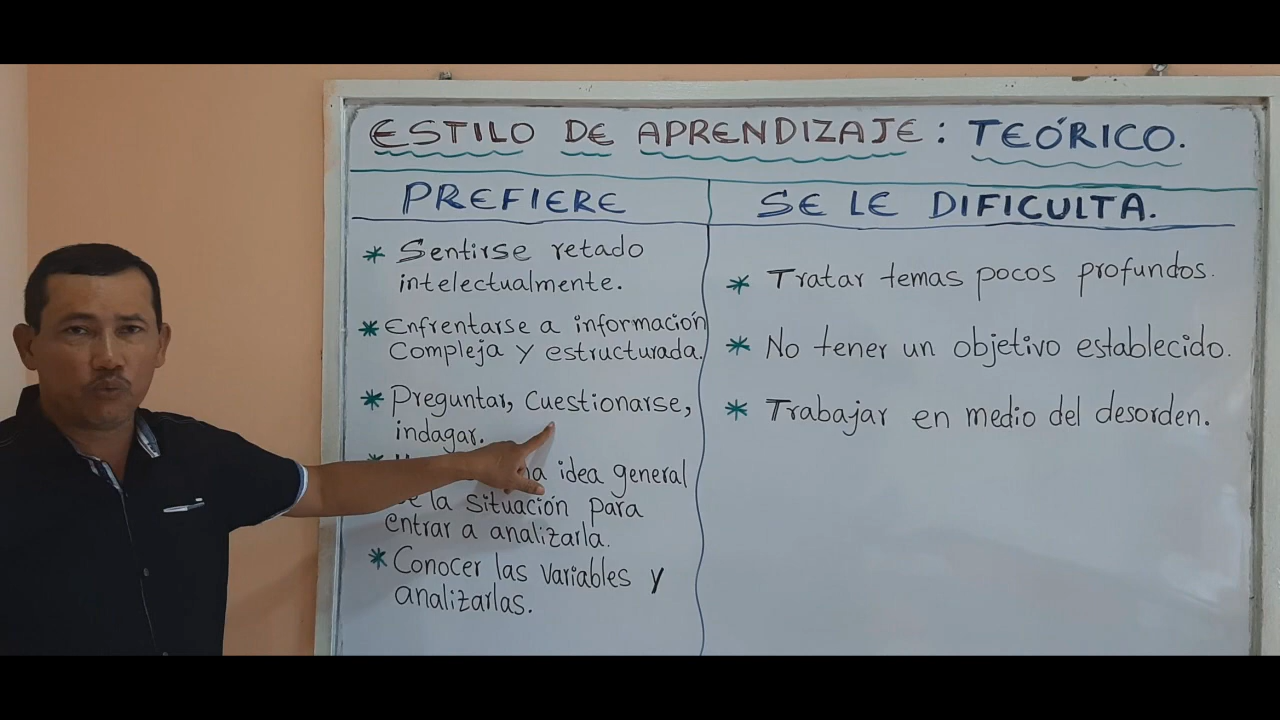 ESTILO DE APRENDIZAJE: TEÓRICO.
PREFIERE
* Sentirse retado
intelectualmente.
* Enfrentarse a información
Compleja y estructurada.
* Preguntar, Cuestionarse,
indagar.
idea general
la situación para
entrar a analizarla.
* Conocer las variables y
analizarlas.
SE LE DIFICULTA.
* Tratar temas pocos profundos.
* No tener un objetivo establecido.
* Trabajar en medio del desorden.